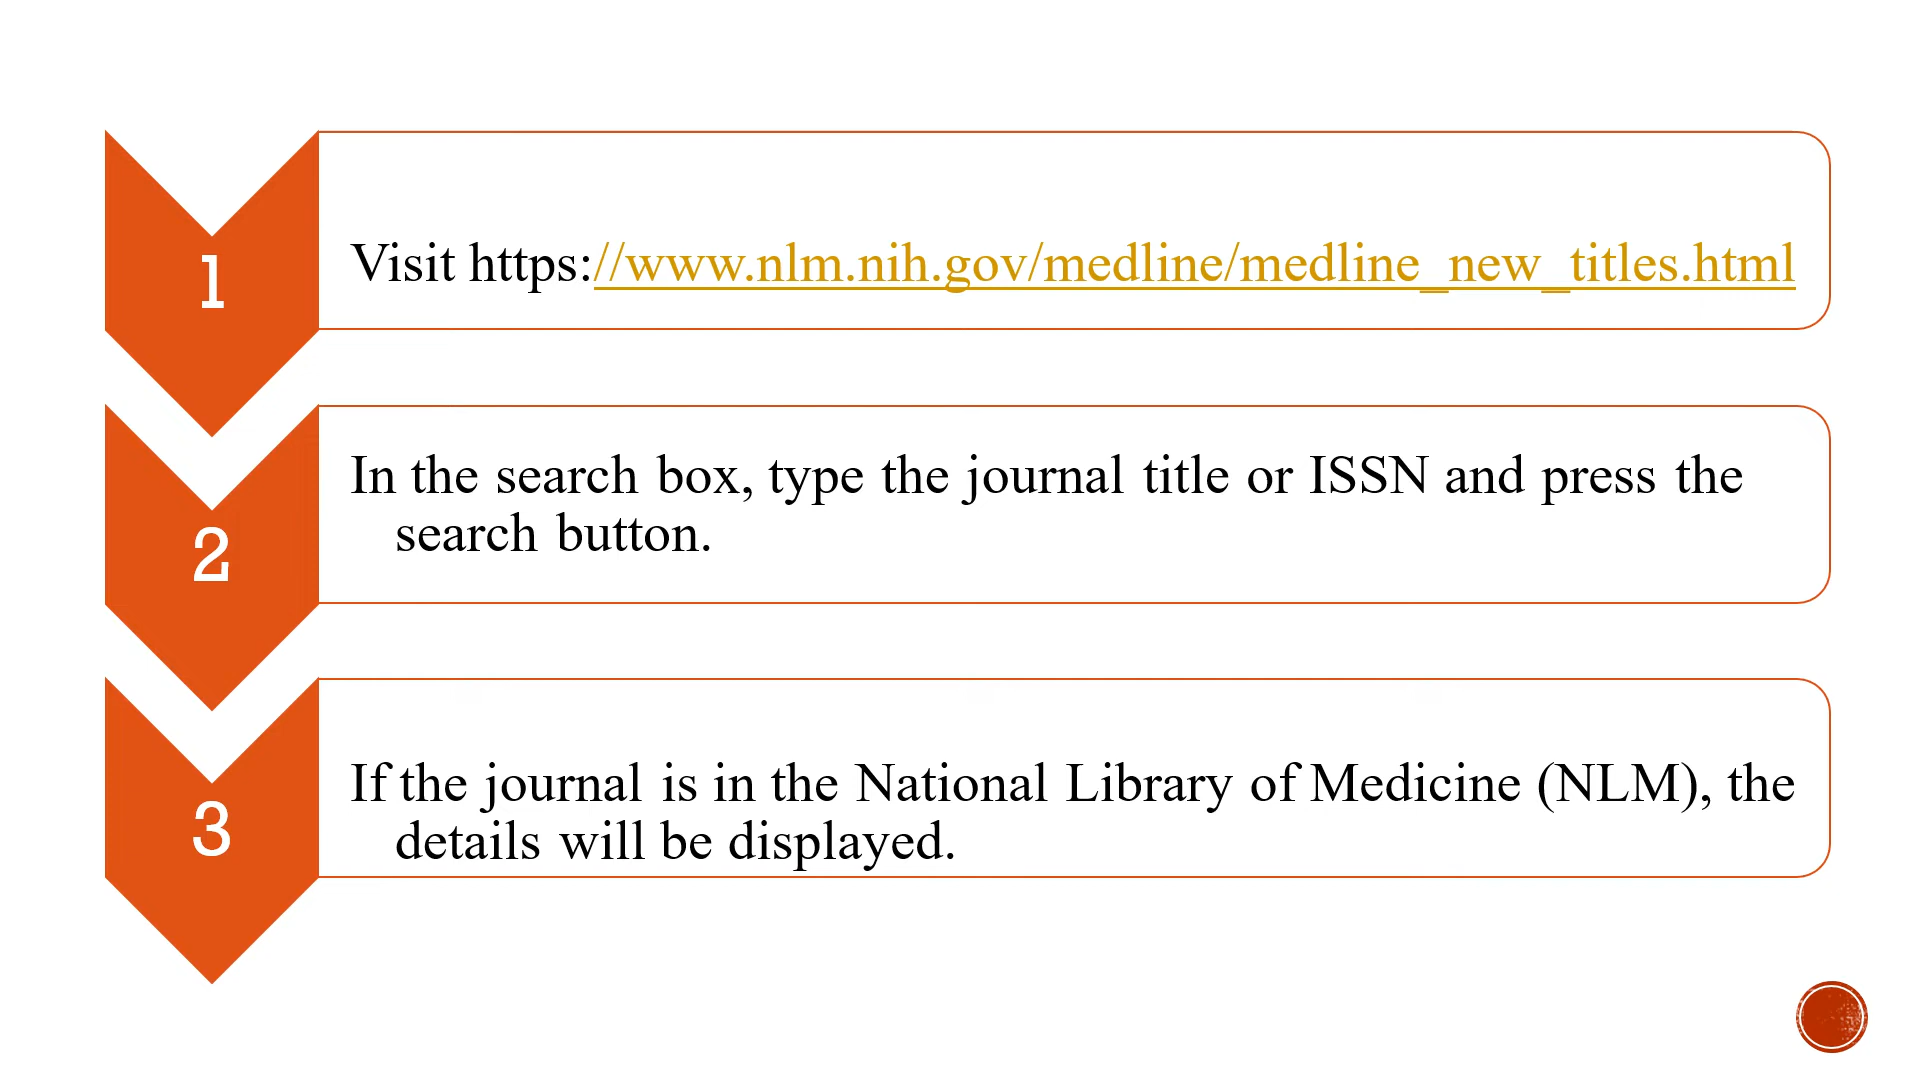 1
Visit https://www.nlm.nih.gov/medline/medline_new_titles.html
2
In the search box, type the journal title or ISSN and press the
search button.
3
If the journal is in the National Library of Medicine (NLM), the
details will be displayed.